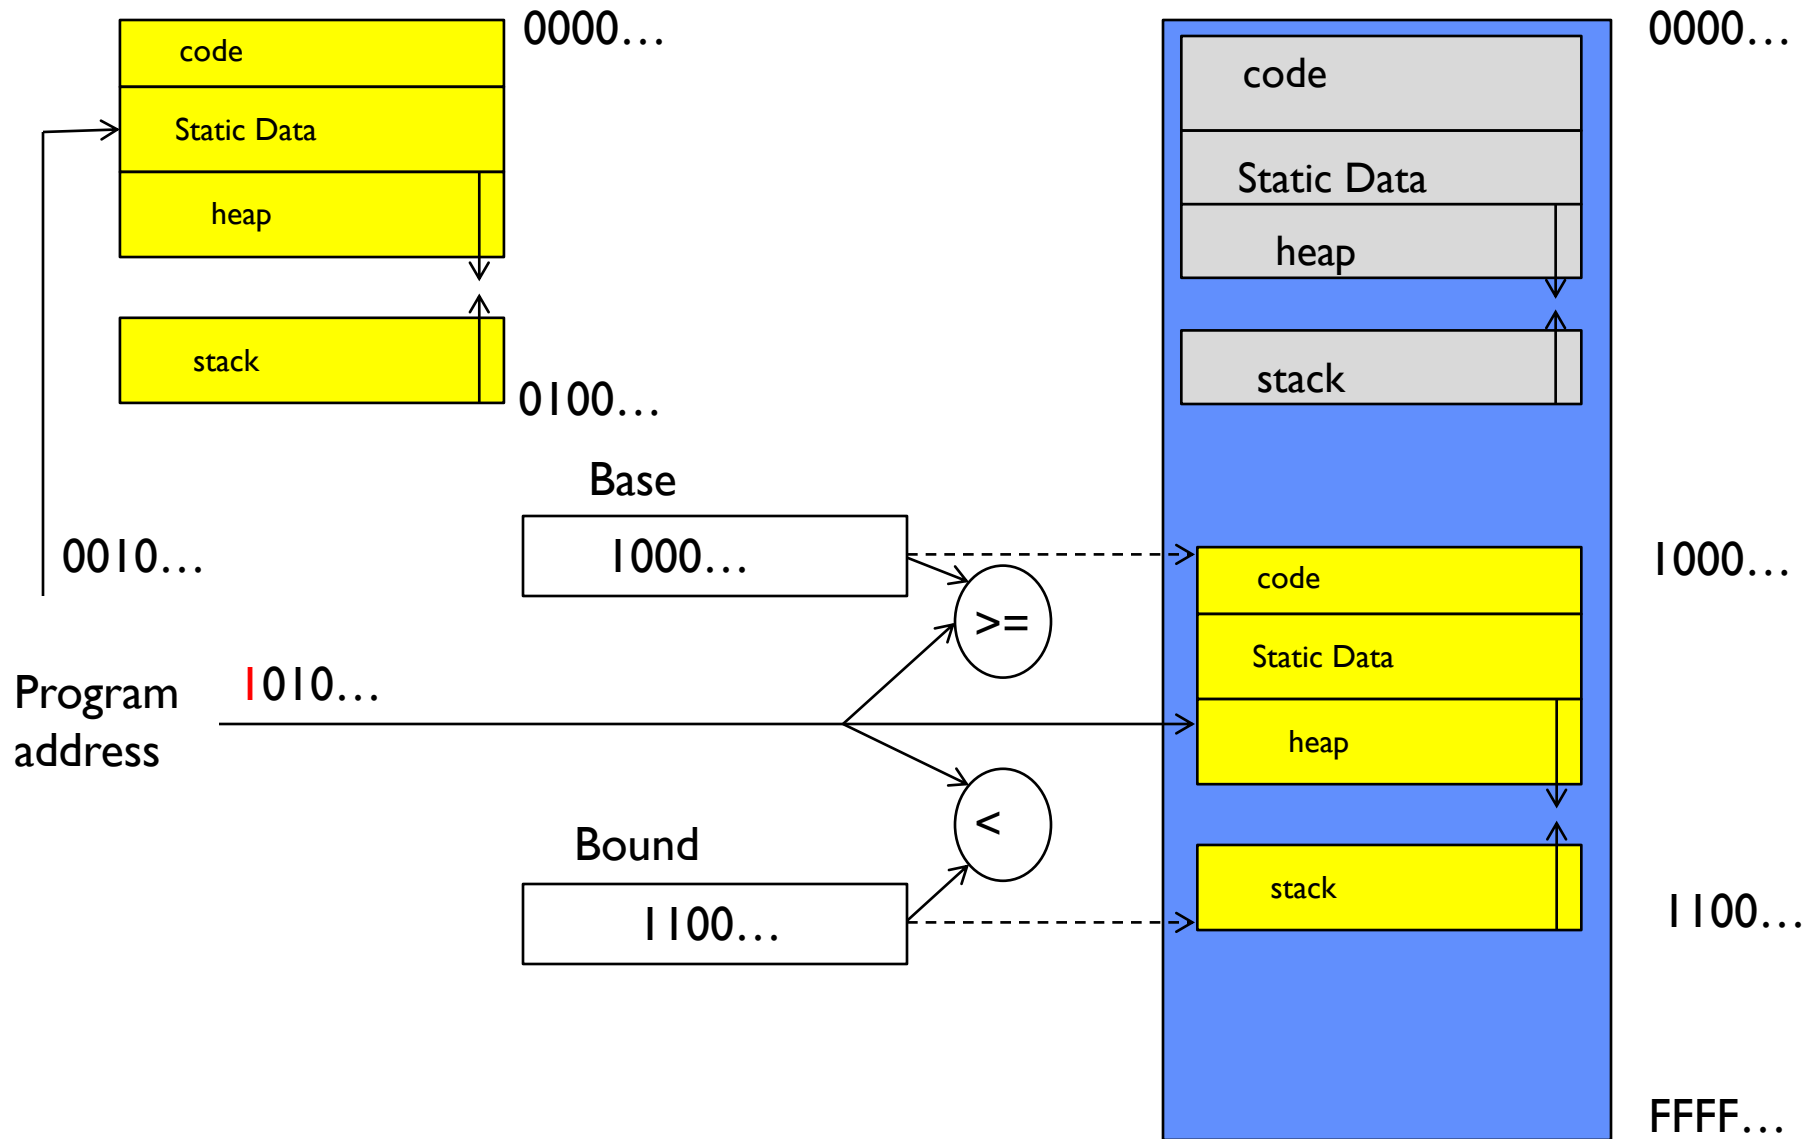 code
Static Data
heap
stack
0000…
0100…
0010…
Program
address
1010…
Base
1000…
>=
<
Bound
1100…
code
Static Data
heap
stack
code
Static Data
heap
stack
0000…
1000…
1100…
FFFF…